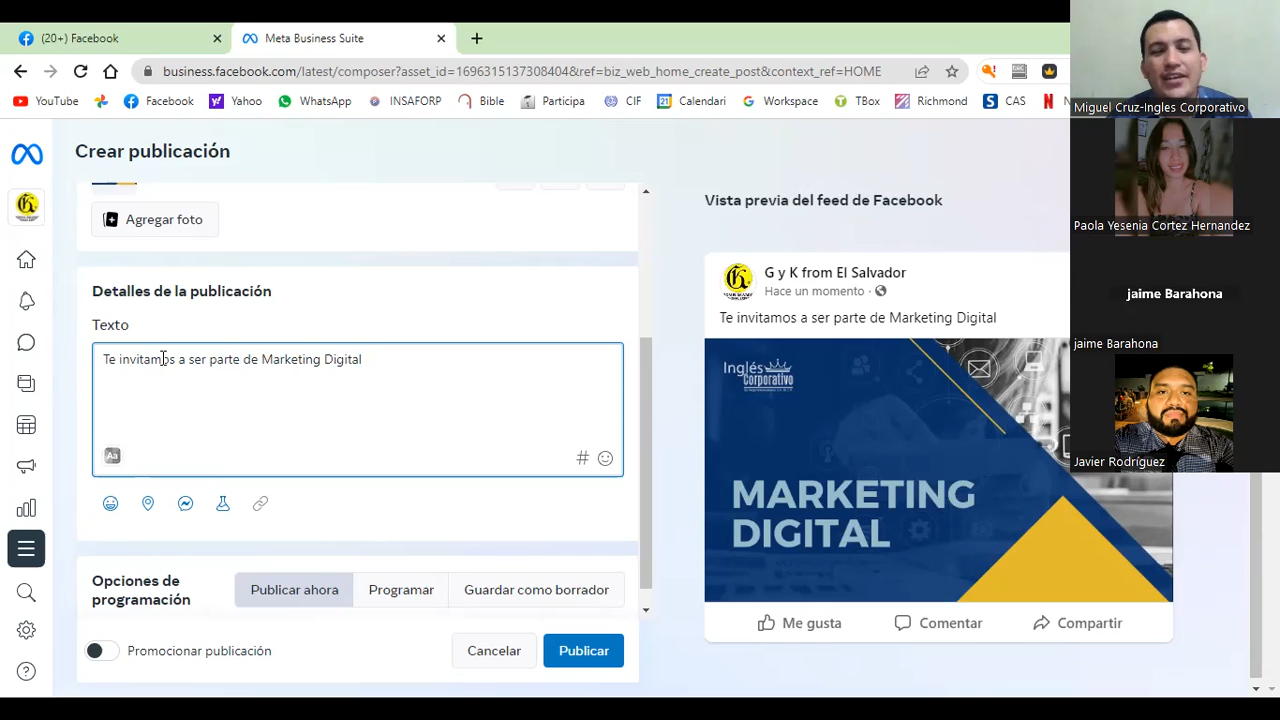 (20+) Facebook
Meta Business Suite
business.facebook.com/latest/composer?asset_id=1837131513730840​4&ref=biz_web_home_create_post&context_ref=HOME
YouTube
Facebook
Yahoo
WhatsApp
INSAFORP
Bible
Participa
CIF
Calendari
Workspace
TBox
Richmond
CAS
Miguel Cruz-Ingles Corporativo
Crear publicación
Agregar foto
Vista previa del feed de Facebook
Paola Yesenia Cortez Hernandez
G y K from El Salvador
Hace un momento
Detalles de la publicación
Texto
Te invitamos a ser parte de Marketing Digital
Te invitamos a ser parte de Marketing Digital
jaime Barahona
jaime Barahona
Inglés
Corporativo
Aa
#
MARKETING
DIGITAL
Javier Rodríguez
Opciones de
programación
Publicar ahora
Programar
Guardar como borrador
Me gusta
Comentar
Compartir
Promocionar publicación
Cancelar
Publicar